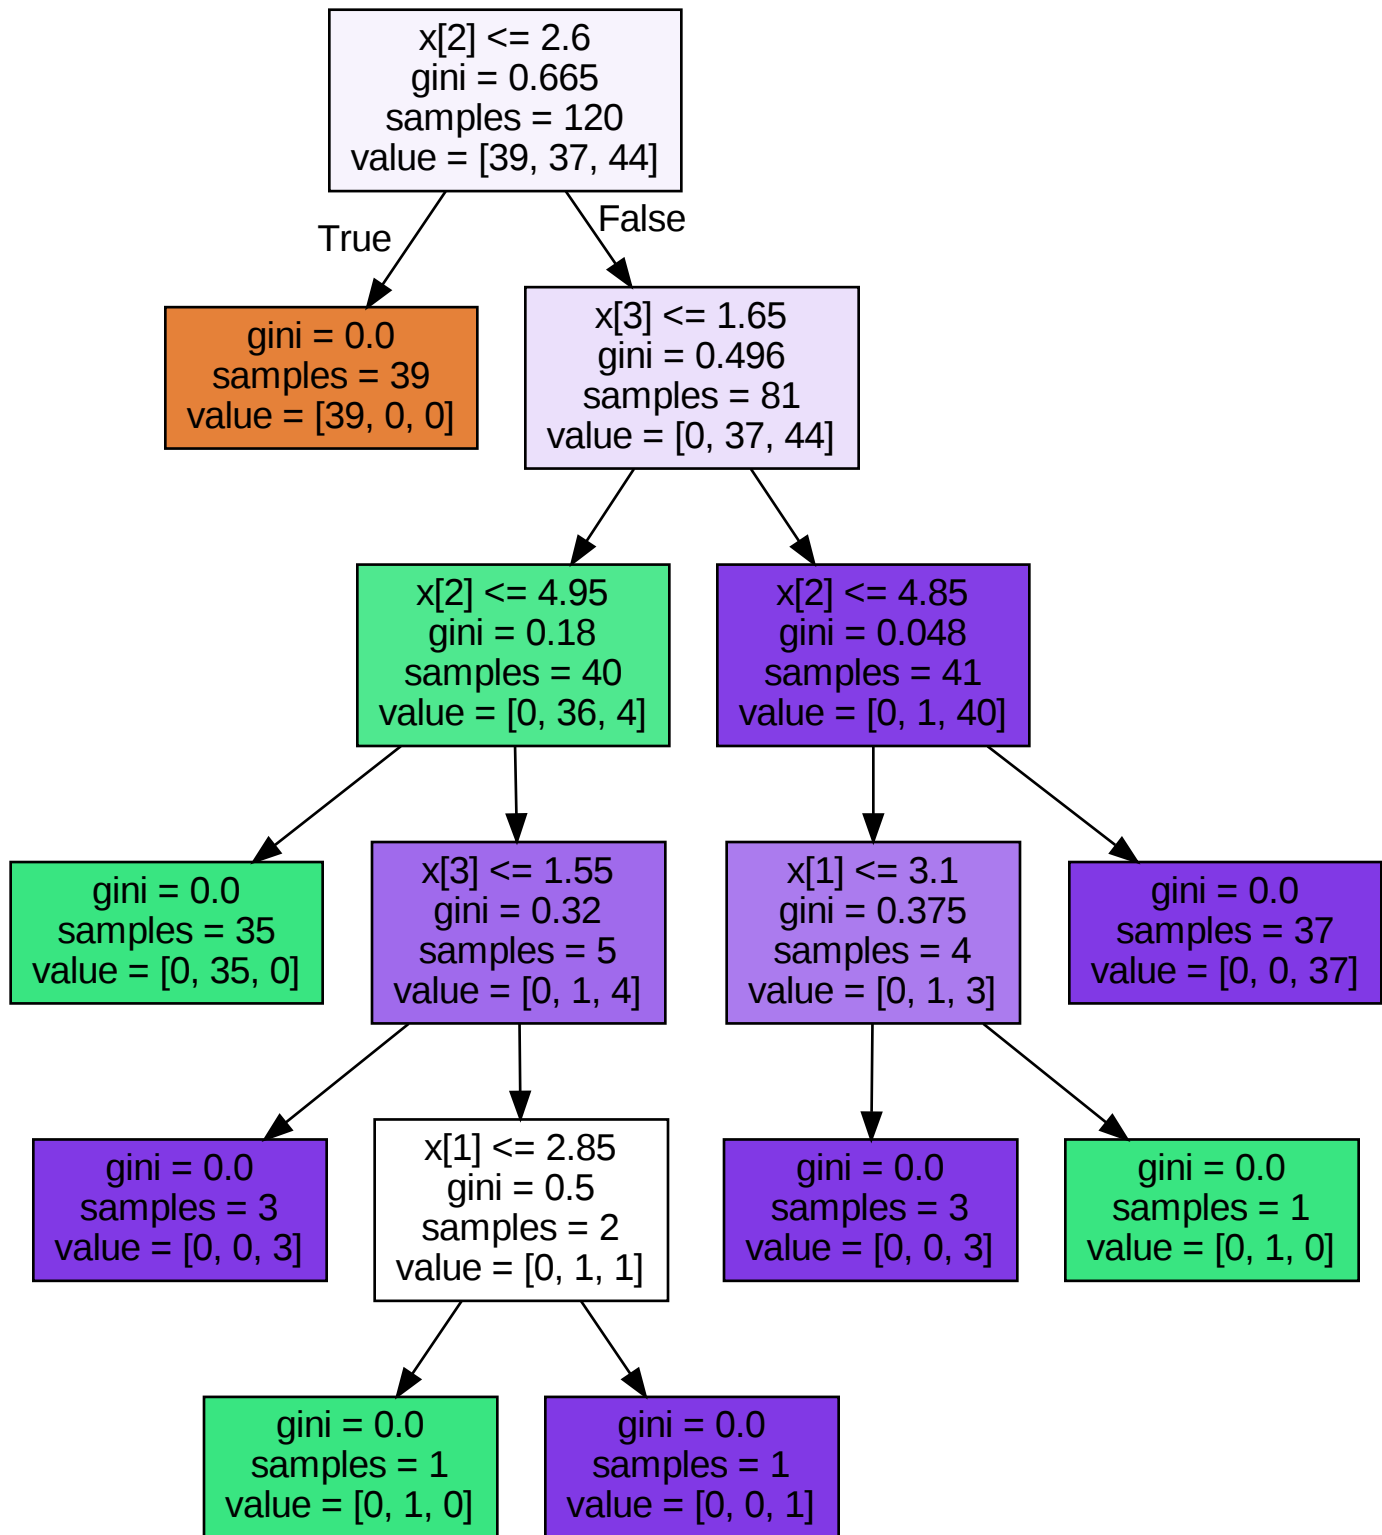 x[2] <= 2.6
gini = 0.665
samples = 120
value = [39, 37, 44]
True
False
gini = 0.0
samples = 39
value = [39, 0, 0]
x[3] <= 1.65
gini = 0.496
samples = 81
value = [0, 37, 44]
x[2] <= 4.95
gini = 0.18
samples = 40
value = [0, 36, 4]
x[2] <= 4.85
gini = 0.048
samples = 41
value = [0, 1, 40]
gini = 0.0
samples = 35
value = [0, 35, 0]
x[3] <= 1.55
gini = 0.32
samples = 5
value = [0, 1, 4]
x[1] <= 3.1
gini = 0.375
samples = 4
value = [0, 1, 3]
gini = 0.0
samples = 37
value = [0, 0, 37]
gini = 0.0
samples = 3
value = [0, 0, 3]
x[1] <= 2.85
gini = 0.5
samples = 2
value = [0, 1, 1]
gini = 0.0
samples = 3
value = [0, 0, 3]
gini = 0.0
samples = 1
value = [0, 1, 0]
gini = 0.0
samples = 1
value = [0, 1, 0]
gini = 0.0
samples = 1
value = [0, 0, 1]